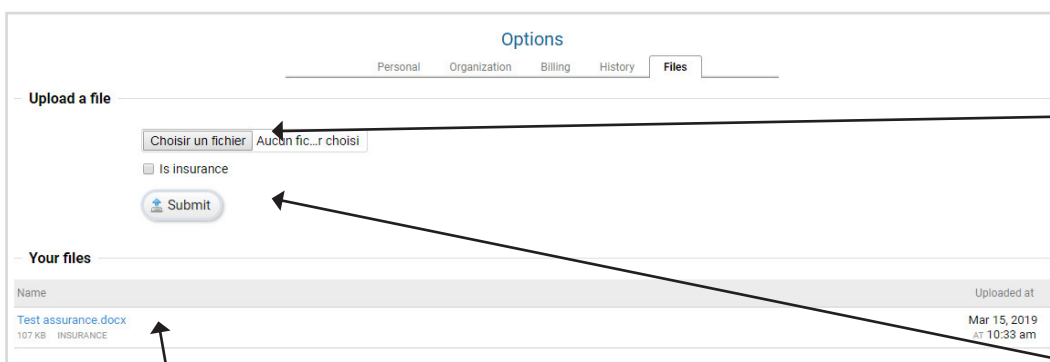 Options
Personal Organization Billing History Files
Upload a file
Choisir un fichier Aucun fic...r choisi
Is insurance
Submit
Your files
Name Uploaded at
Test assurance.docx Mar 15, 2019
107 KB INSURANCE AT 10:33 am